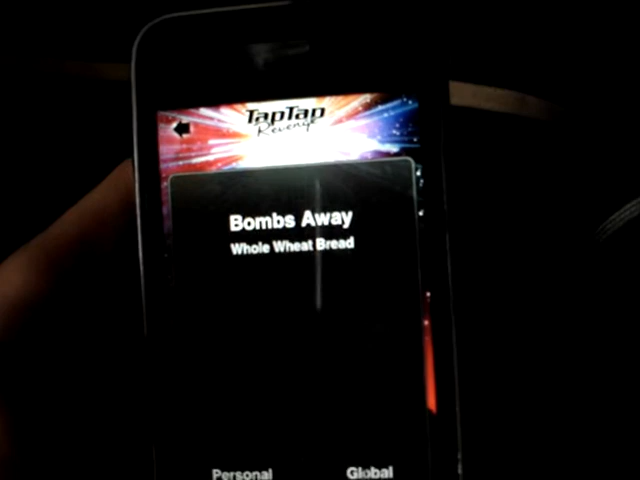 TapTap
Revenge
Bombs Away
Whole Wheat Bread
Personal Global